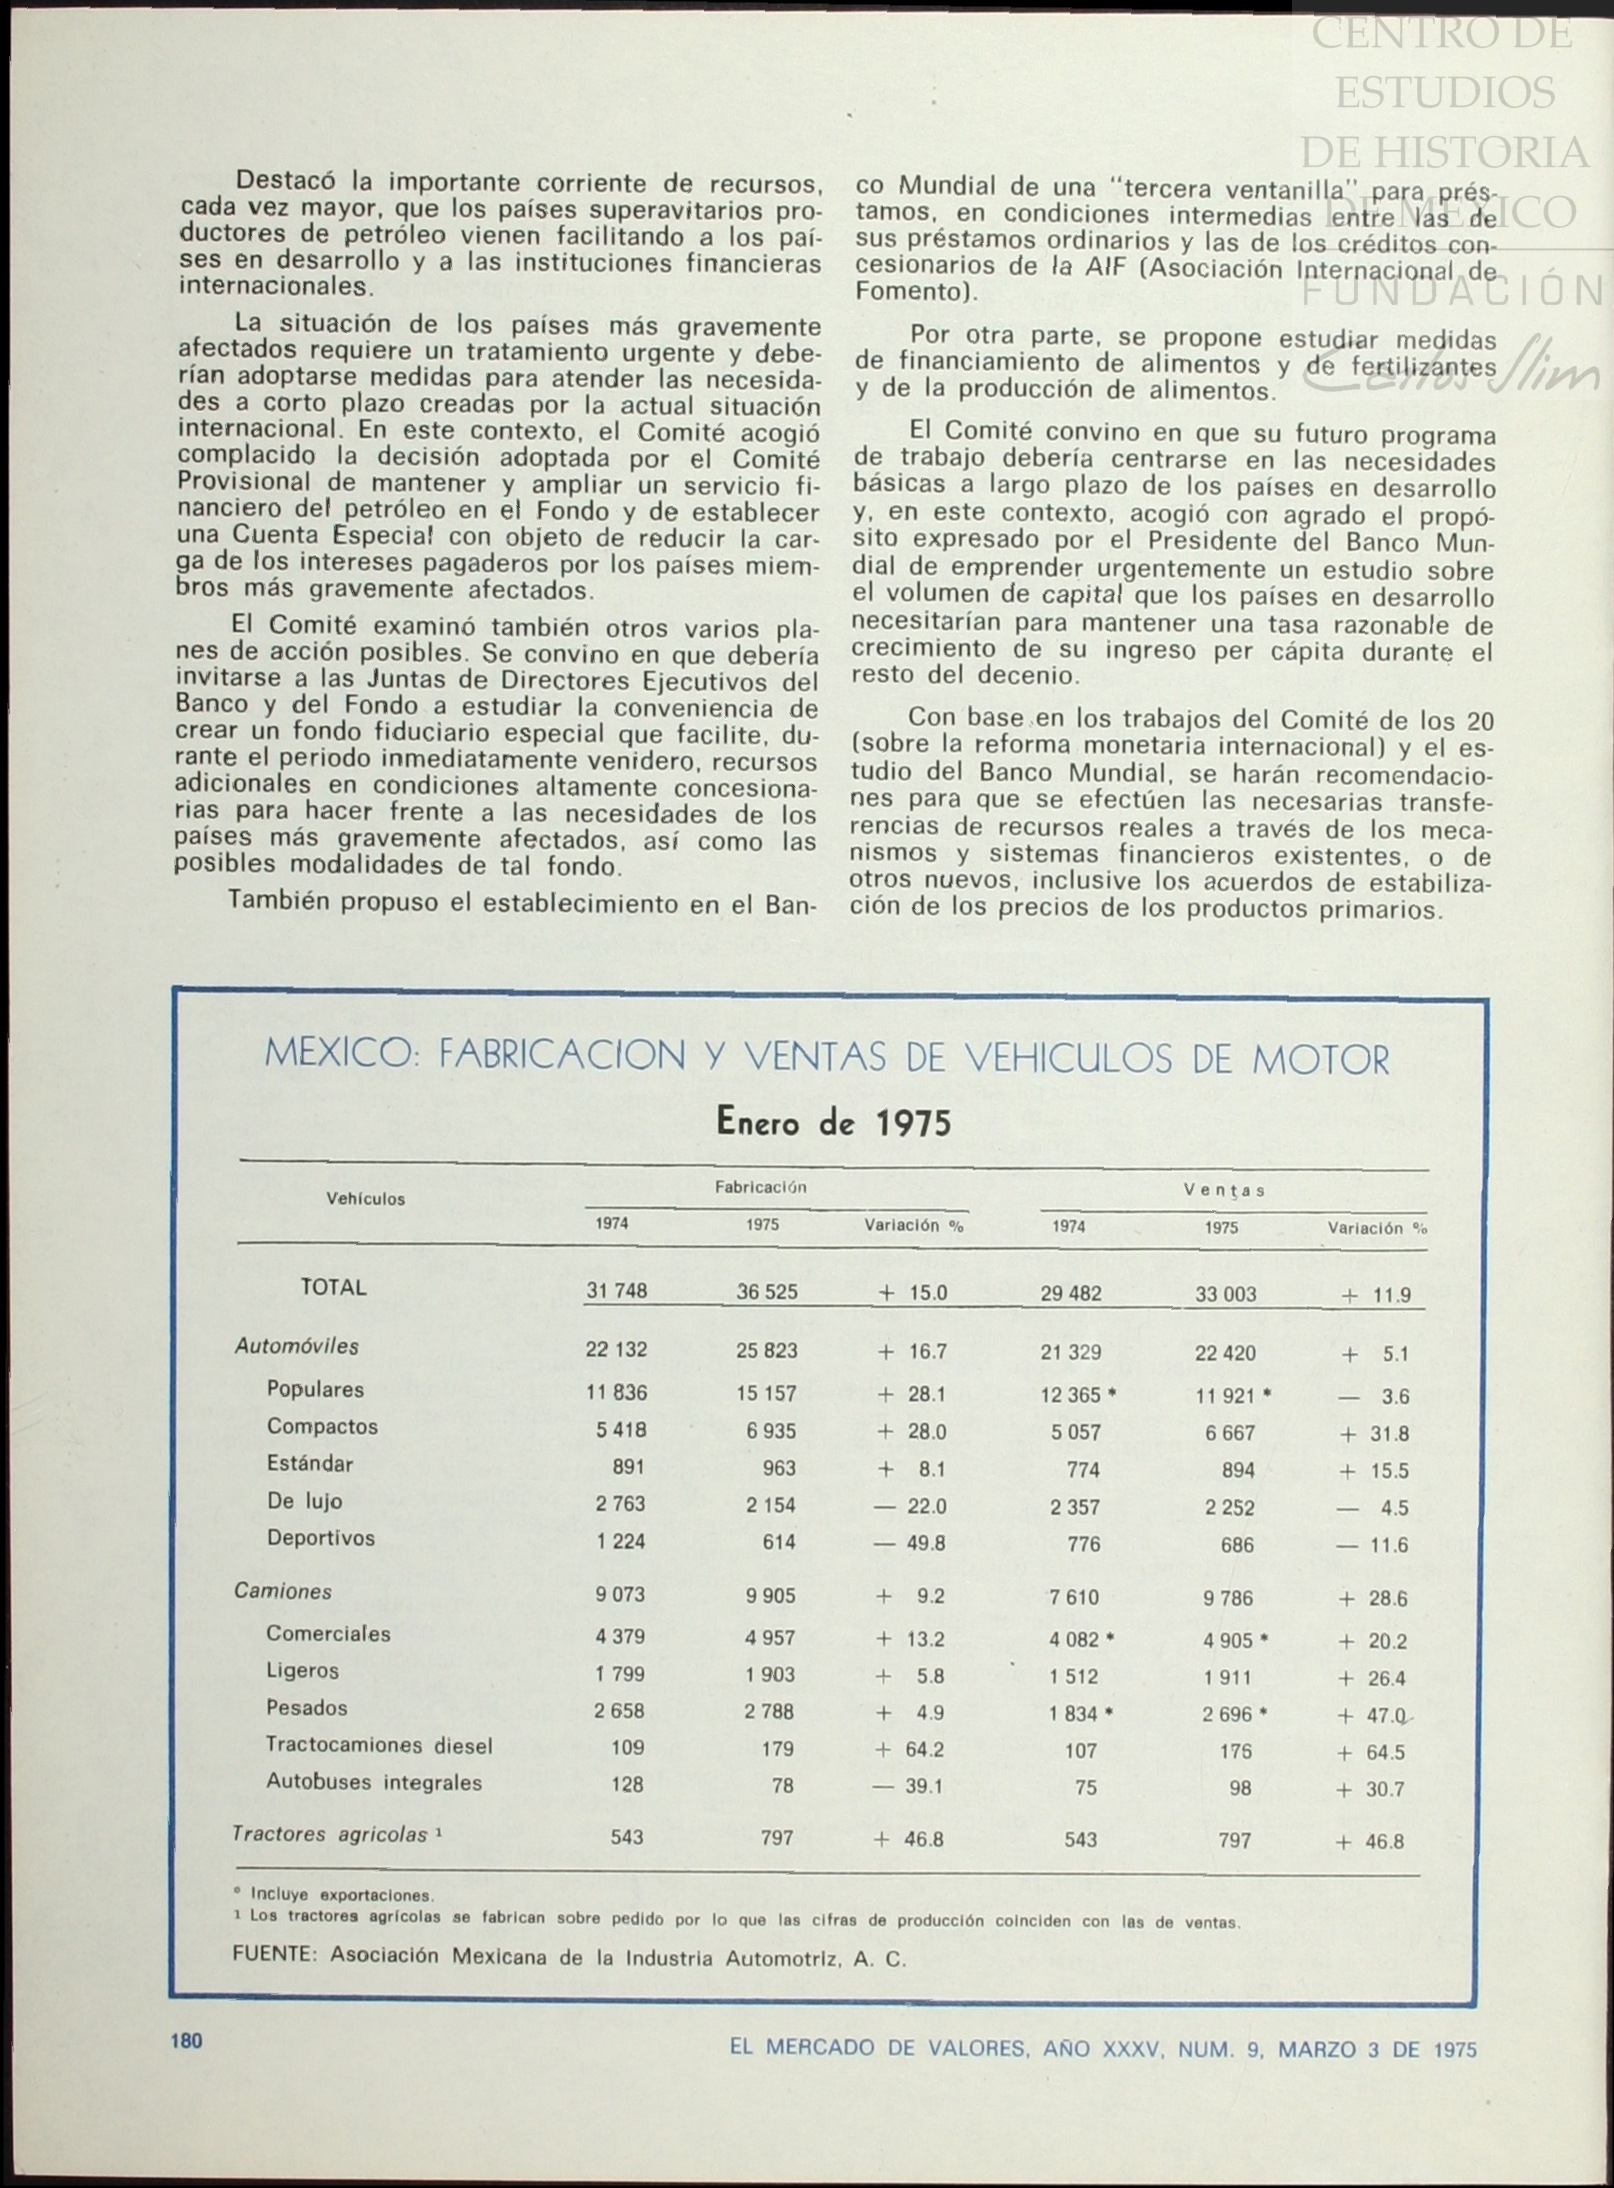 CENTRO DE
ESTUDIOS
DE HISTORIA
DE MÉXICO
FUNDACIÓN
Carlos Slim
Destacó la importante corriente de recursos,
cada vez mayor, que los países superavitarios pro-
ductores de petróleo vienen facilitando a los paí-
ses en desarrollo y a las instituciones financieras
internacionales.
La situación de los países más gravemente
afectados requiere un tratamiento urgente y debe-
rían adoptarse medidas para atender las necesida-
des a corto plazo creadas por la actual situación
internacional. En este contexto, el Comité acogió
complacido la decisión adoptada por el Comité
Provisional de mantener y ampliar un servicio fi-
nanciero del petróleo en el Fondo y de establecer
una Cuenta Especial con objeto de reducir la car-
ga de los intereses pagaderos por los países miem-
bros más gravemente afectados.
El Comité examinó también otros varios pla-
nes de acción posibles. Se convino en que debería
invitarse a las Juntas de Directores Ejecutivos del
Banco y del Fondo a estudiar la conveniencia de
crear un fondo fiduciario especial que facilite, du-
rante el periodo inmediatamente venidero, recursos
adicionales en condiciones altamente concesiona-
rias para hacer frente a las necesidades de los
países más gravemente afectados, así como las
posibles modalidades de tal fondo.
También propuso el establecimiento en el Ban-
co Mundial de una "tercera ventanilla" para prés-
tamos, en condiciones intermedias entre las de
sus préstamos ordinarios y las de los créditos con-
cesionarios de la AIF (Asociación Internacional de
Fomento).
Por otra parte, se propone estudiar medidas
de financiamiento de alimentos y de fertilizantes
y de la producción de alimentos.
El Comité convino en que su futuro programa
de trabajo debería centrarse en las necesidades
básicas a largo plazo de los países en desarrollo
y, en este contexto, acogió con agrado el propó-
sito expresado por el Presidente del Banco Mun-
dial de emprender urgentemente un estudio sobre
el volumen de capital que los países en desarrollo
necesitarían para mantener una tasa razonable de
crecimiento de su ingreso per cápita durante el
resto del decenio.
Con base en los trabajos del Comité de los 20
(sobre la reforma monetaria internacional) y el es-
tudio del Banco Mundial, se harán recomendacio-
nes para que se efectúen las necesarias transfe-
rencias de recursos reales a través de los meca-
nismos y sistemas financieros existentes, o de
otros nuevos, inclusive los acuerdos de estabiliza-
ción de los precios de los productos primarios.
MEXICO: FABRICACION Y VENTAS DE VEHICULOS DE MOTOR
Enero de 1975
Vehículos Fabricación Ventas
1974 1975 Variación % 1974 1975 Variación %
TOTAL 31 748 36 525 + 15.0 29 482 33 003 + 11.9
Automóviles 22 132 25 823 + 16.7 21 329 22 420 + 5.1
Populares 11 836 15 157 + 28.1 12 365 * 11 921 * — 3.6
Compactos 5 418 6 935 + 28.0 5 057 6 667 + 31.8
Estándar 891 963 + 8.1 774 894 + 15.5
De lujo 2 763 2 154 — 22.0 2 357 2 252 — 4.5
Deportivos 1 224 614 — 49.8 776 686 — 11.6
Camiones 9 073 9 905 + 9.2 7 610 9 786 + 28.6
Comerciales 4 379 4 957 + 13.2 4 082 * 4 905 * + 20.2
Ligeros 1 799 1 903 + 5.8 1 512 1 911 + 26.4
Pesados 2 658 2 788 + 4.9 1 834 * 2 696 * + 47.0
Tractocamiones diesel 109 179 + 64.2 107 176 + 64.5
Autobuses integrales 128 78 — 39.1 75 98 + 30.7
Tractores agrícolas ¹ 543 797 + 46.8 543 797 + 46.8
* Incluye exportaciones.
¹ Los tractores agrícolas se fabrican sobre pedido por lo que las cifras de producción coinciden con las de ventas.
FUENTE: Asociación Mexicana de la Industria Automotriz, A. C.
180
EL MERCADO DE VALORES, AÑO XXXV, NUM. 9, MARZO 3 DE 1975